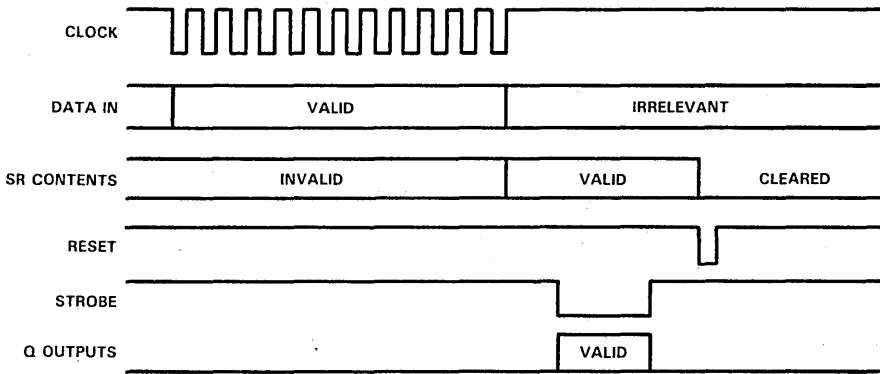 CLOCK
DATA IN VALID IRRELEVANT
SR CONTENTS INVALID VALID CLEARED
RESET
STROBE
Q OUTPUTS VALID